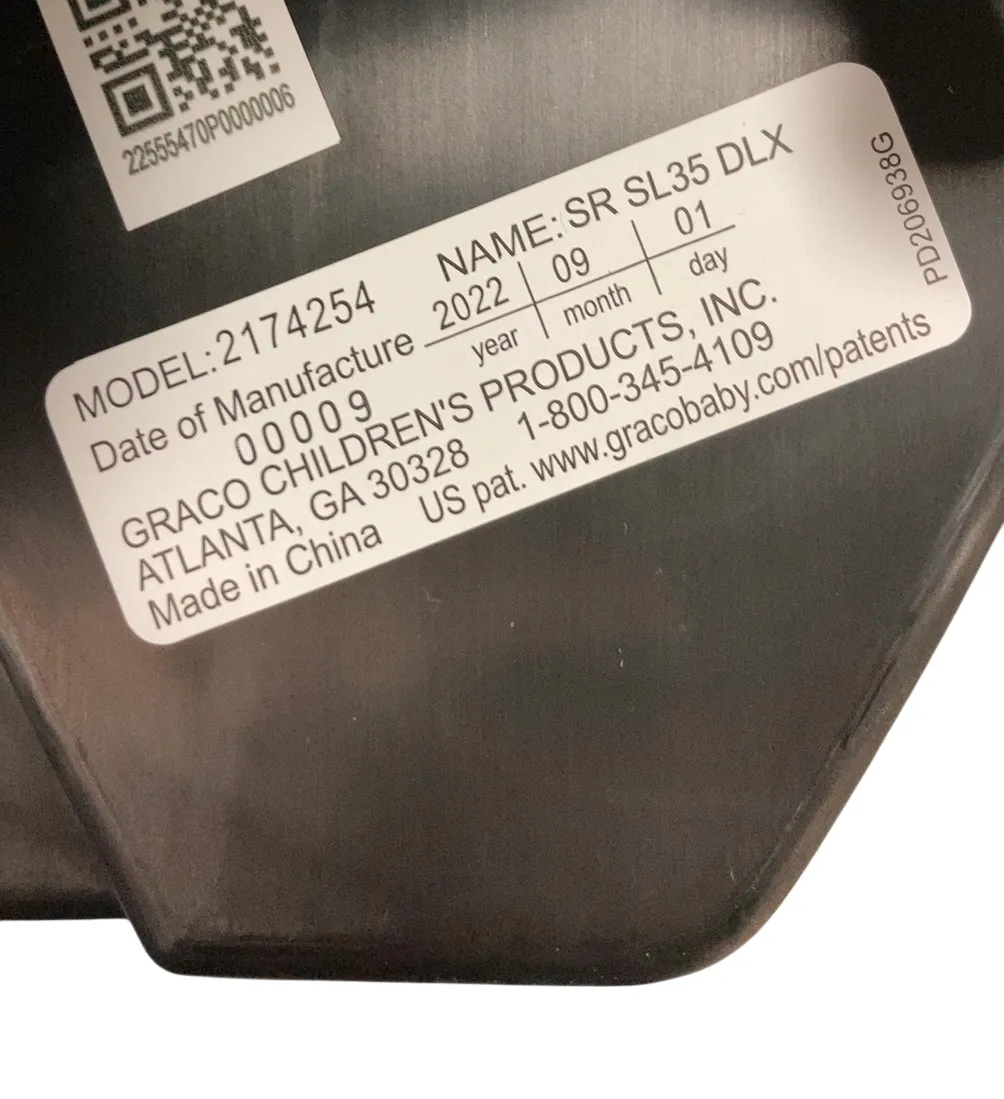 22555470P0000006
MODEL:2174254 NAME:SR SL35 DLX
Date of Manufacture 2022 09 01
year month day
00009
GRACO CHILDREN'S PRODUCTS, INC.
ATLANTA, GA 30328 1-800-345-4109
Made in China US pat. www.gracobaby.com/patents
PD206938G